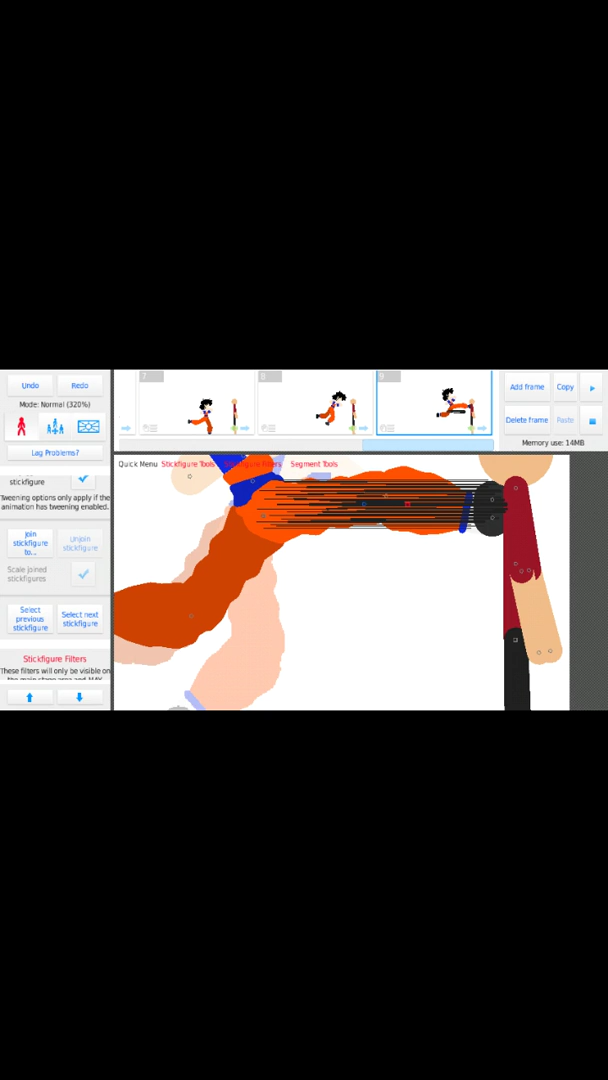 Undo
Redo
Mode: Normal (320%)
Log Problems?
stickfigure
Tweening options only apply if the
animation has tweening enabled.
Join
stickfigure
to...
Unjoin
stickfigure
Scale joined
stickfigures
Select
previous
stickfigure
Select next
stickfigure
Stickfigure Filters
These filters will only be visible on
7
8
9
Add frame
Copy
Delete frame
Paste
Memory use: 14MB
Quick Menu
Stickfigure Tools
Filters
Segment Tools